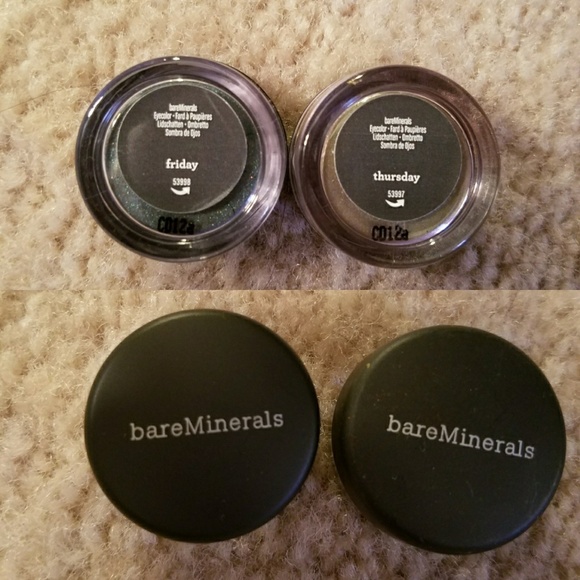 bareMinerals
Eyecolor • Fard à Paupières
Lidschatten • Ombretto
Sombra de Ojos
friday
53998
C012a
bareMinerals
Eyecolor • Fard à Paupières
Lidschatten • Ombretto
Sombra de Ojos
thursday
53997
bareMinerals
bareMinerals